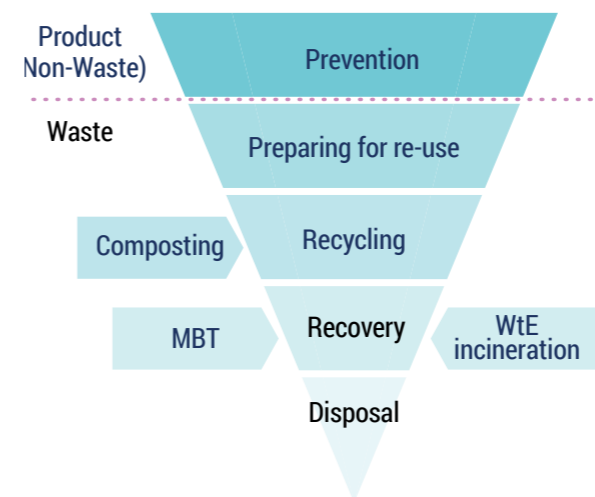 Product
Non-Waste)
Prevention
Waste
Preparing for re-use
Composting
Recycling
MBT
Recovery
WtE
incineration
Disposal